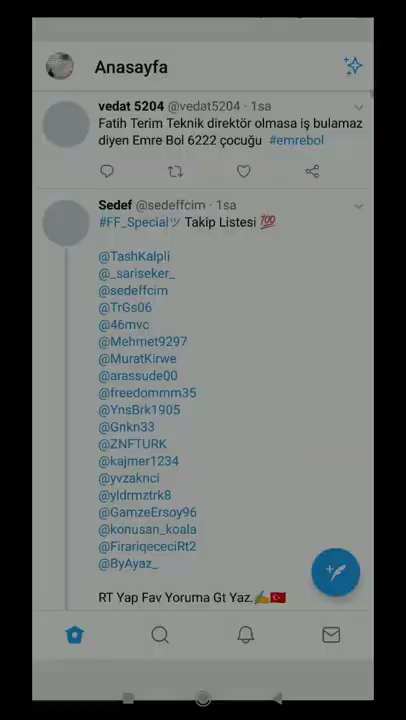 Anasayfa
vedat 5204 @vedat5204 · 1sa
Fatih Terim Teknik direktör olmasa iş bulamaz
diyen Emre Bol 6222 çocuğu #emrebol
Sedef @sedeffcim · 1sa
#FF_Specialツ Takip Listesi 💯
@TashKalpli
@_sariseker_
@sedeffcim
@TrGs06
@46mvc
@Mehmet9297
@MuratKirwe
@arassude00
@freedommm35
@YnsBrk1905
@Gnkn33
@ZNFTURK
@kajmer1234
@yvzaknci
@yldrmztrk8
@GamzeErsoy96
@konusan_koala
@FirariqececiRt2
@ByAyaz_
RT Yap Fav Yoruma Gt Yaz.✍🇹🇷